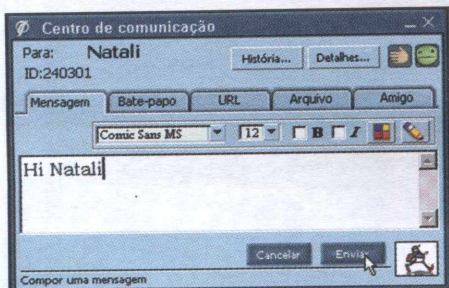 Centro de comunicação
Para: Natali
História... Detalhes...
ID:240301
Mensagem Bate-papo URL Arquivo Amigo
Comic Sans MS 12 B I
Hi Natali
Cancelar Enviar
Compor uma mensagem